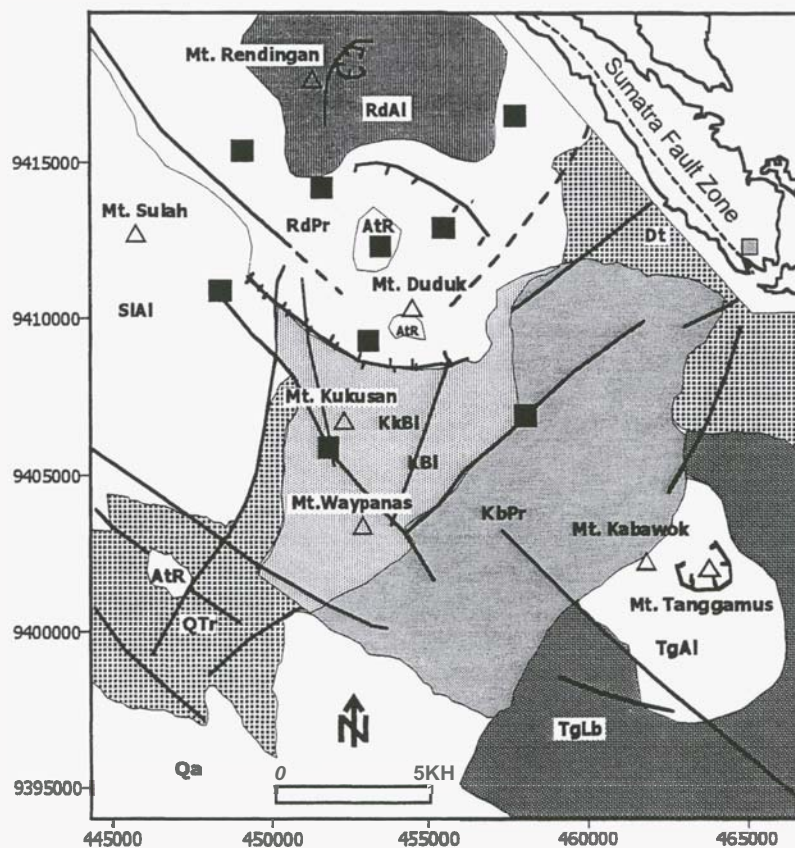 Mt. Rendingan
RdAl
Sumatra Fault Zone
9415000
Mt. Sulah
RdPr
AtR
Dt
Mt. Duduk
SlAl
9410000
AtR
Mt. Kukusan
KkBl
KBl
9405000
Mt.Waypanas
KbPr
Mt. Kabawok
AtR
Mt. Tanggamus
QTr
9400000
TgAl
N
TgLb
Qa
0
5KH
9395000
445000
450000
455000
460000
465000